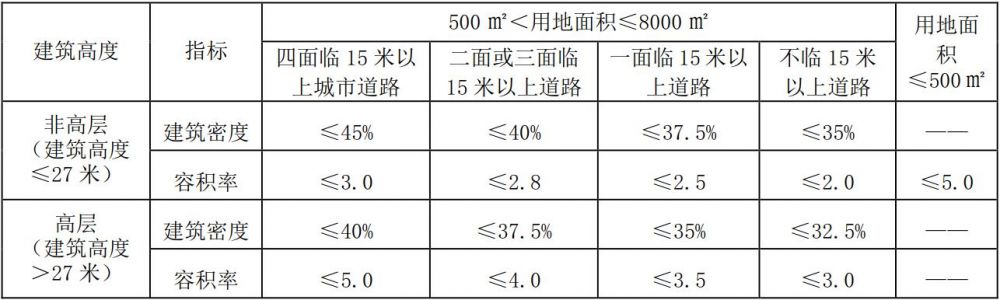 建筑高度 指标 500 ㎡＜用地面积≤8000 ㎡ 用地面积≤500 ㎡
四面临 15 米以上城市道路 二面或三面临 15 米以上道路 一面临 15 米以上道路 不临 15 米以上道路
非高层（建筑高度≤27 米） 建筑密度 ≤45% ≤40% ≤37.5% ≤35% ——
容积率 ≤3.0 ≤2.8 ≤2.5 ≤2.0 ≤5.0
高层（建筑高度＞27 米） 建筑密度 ≤40% ≤37.5% ≤35% ≤32.5% ——
容积率 ≤5.0 ≤4.0 ≤3.5 ≤3.0 ——